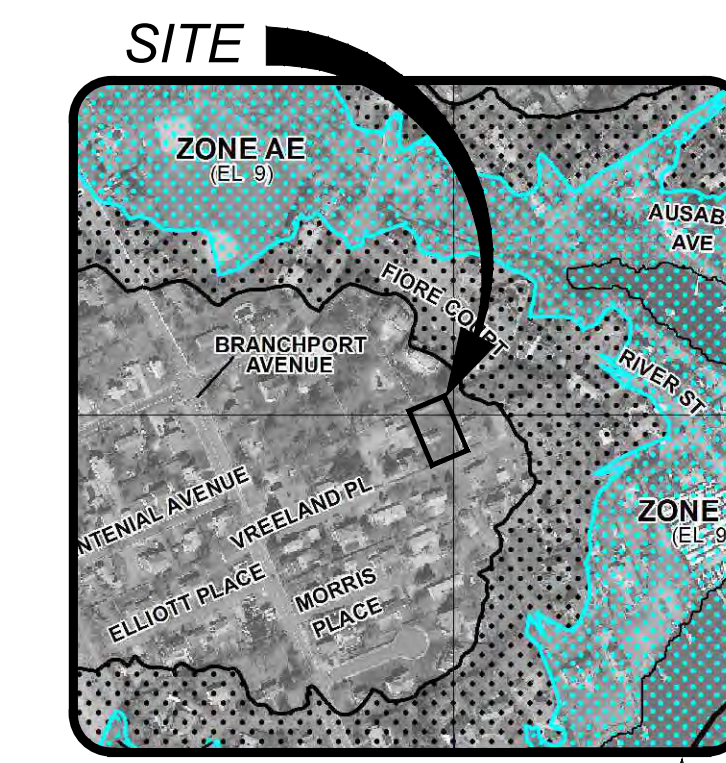 SITE
ZONE AE
(EL 9)
AUSAB
AVE
FIORE COURT
BRANCHPORT
AVENUE
RIVER ST
NTENIAL AVENUE
VREELAND PL
ZONE
(EL 9
ELLIOTT PLACE
MORRIS
PLACE